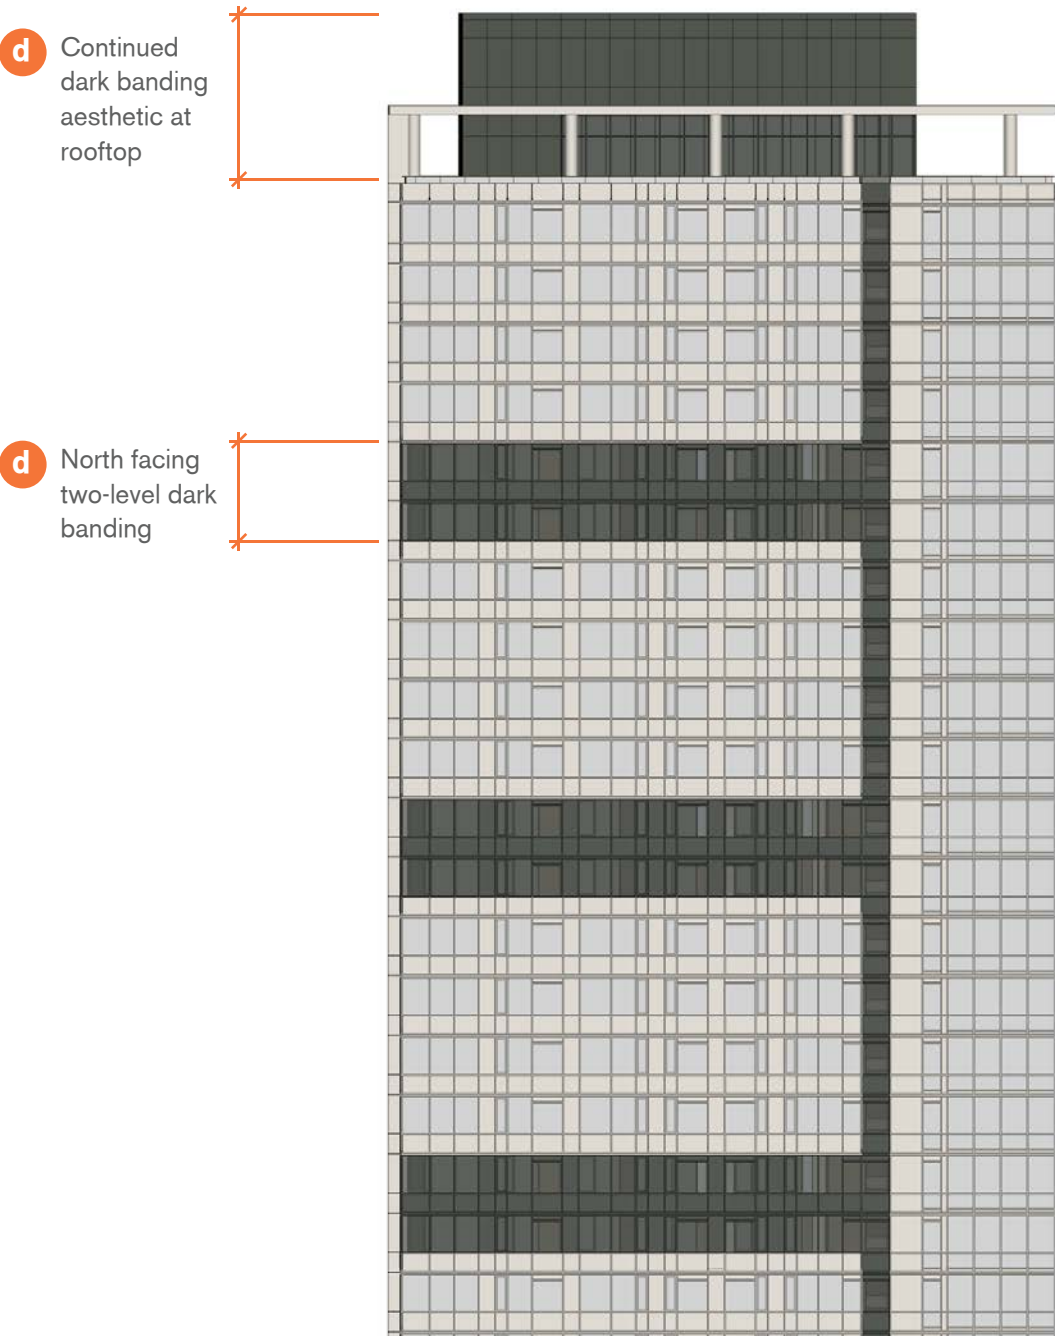 d
Continued
dark banding
aesthetic at
rooftop
d
North facing
two-level dark
banding